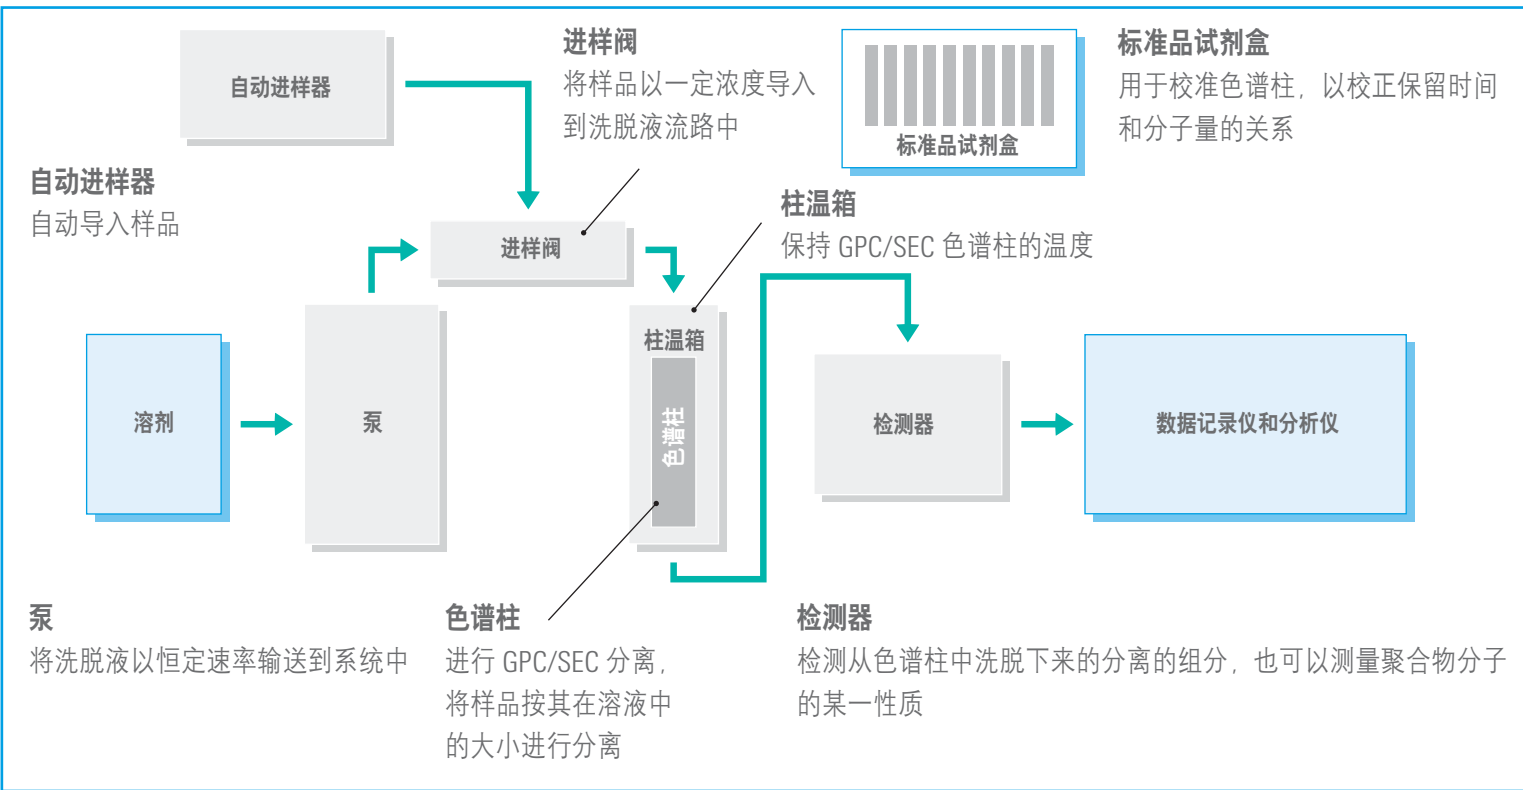 自动进样器
进样阀
将样品以一定浓度导入
到洗脱液流路中
标准品试剂盒
标准品试剂盒
用于校准色谱柱，以校正保留时间
和分子量的关系
自动进样器
自动导入样品
进样阀
柱温箱
保持 GPC/SEC 色谱柱的温度
溶剂
泵
柱温箱
色谱柱
检测器
数据记录仪和分析仪
泵
将洗脱液以恒定速率输送到系统中
色谱柱
进行 GPC/SEC 分离，
将样品按其在溶液中
的大小进行分离
检测器
检测从色谱柱中洗脱下来的分离的组分，也可以测量聚合物分子
的某一性质